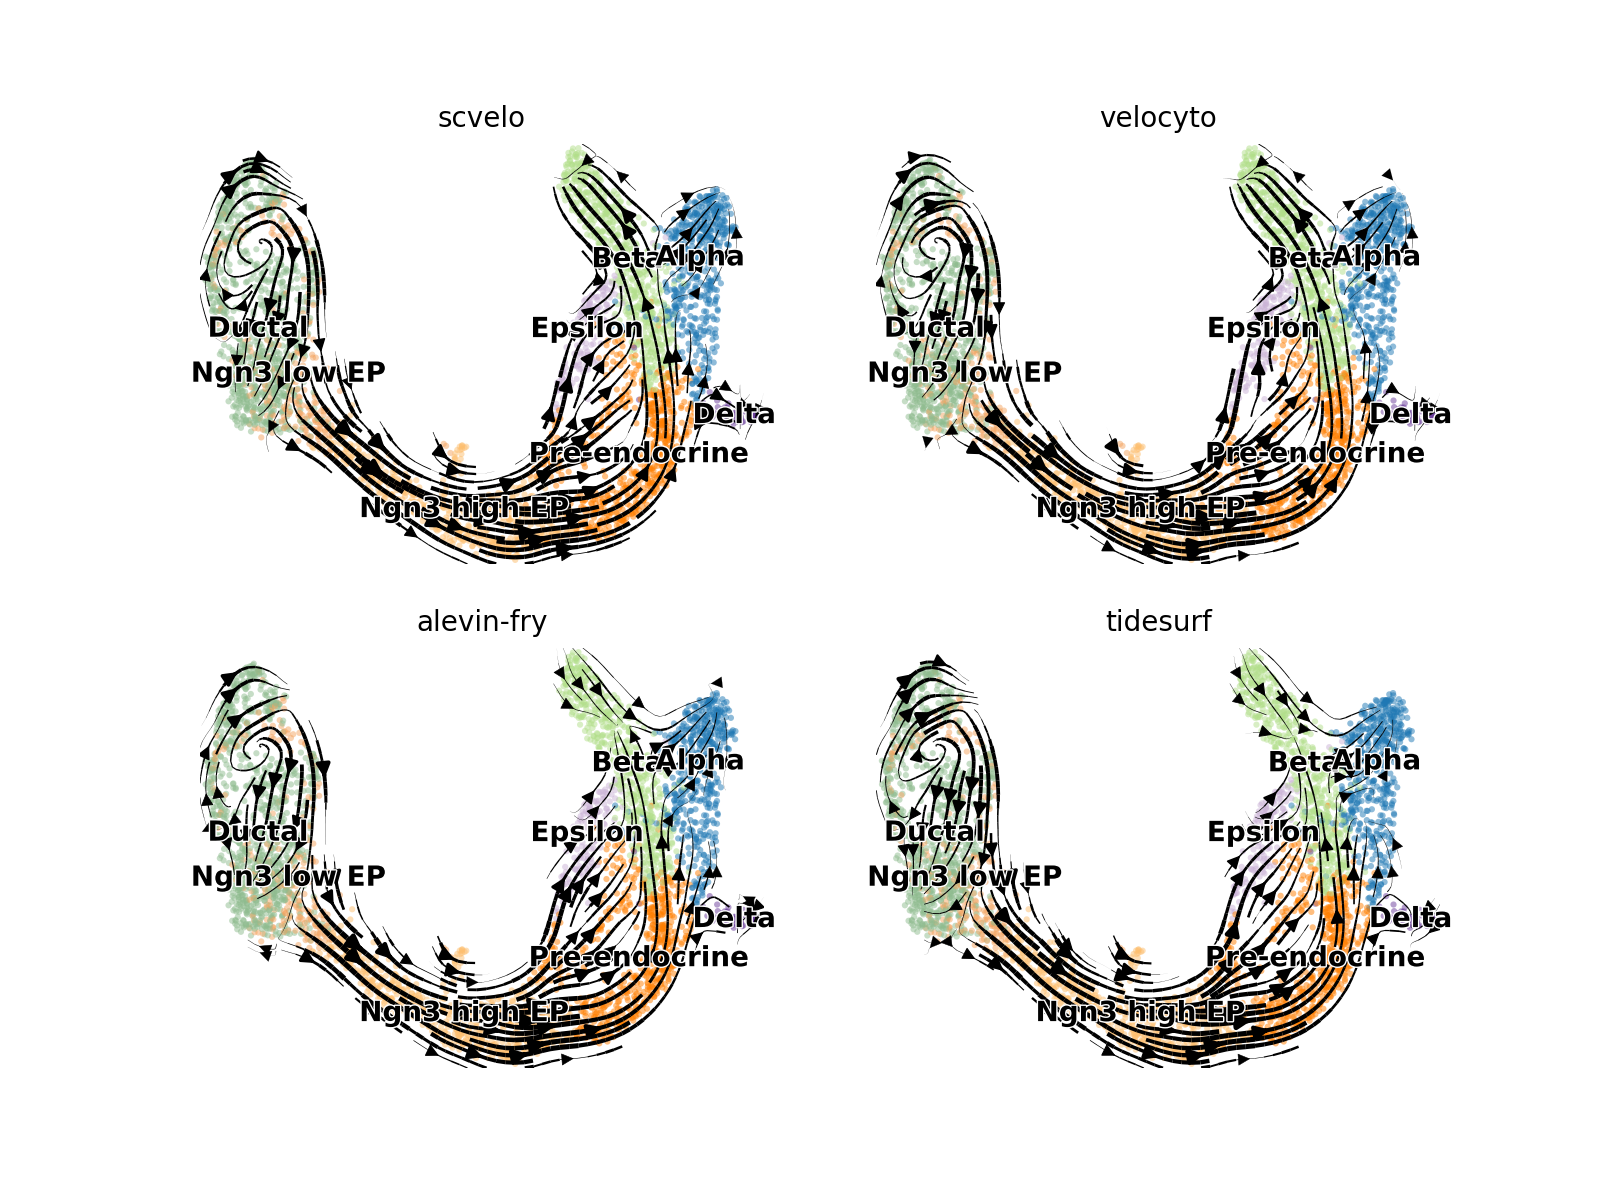 scvelo
velocyto
Beta
Alpha
Ductal
Epsilon
Ngn3 low EP
Delta
Pre-endocrine
Ngn3 high EP
Beta
Alpha
Ductal
Epsilon
Ngn3 low EP
Delta
Pre-endocrine
Ngn3 high EP
alevin-fry
tidesurf
Beta
Alpha
Ductal
Epsilon
Ngn3 low EP
Delta
Pre-endocrine
Ngn3 high EP
Beta
Alpha
Ductal
Epsilon
Ngn3 low EP
Delta
Pre-endocrine
Ngn3 high EP